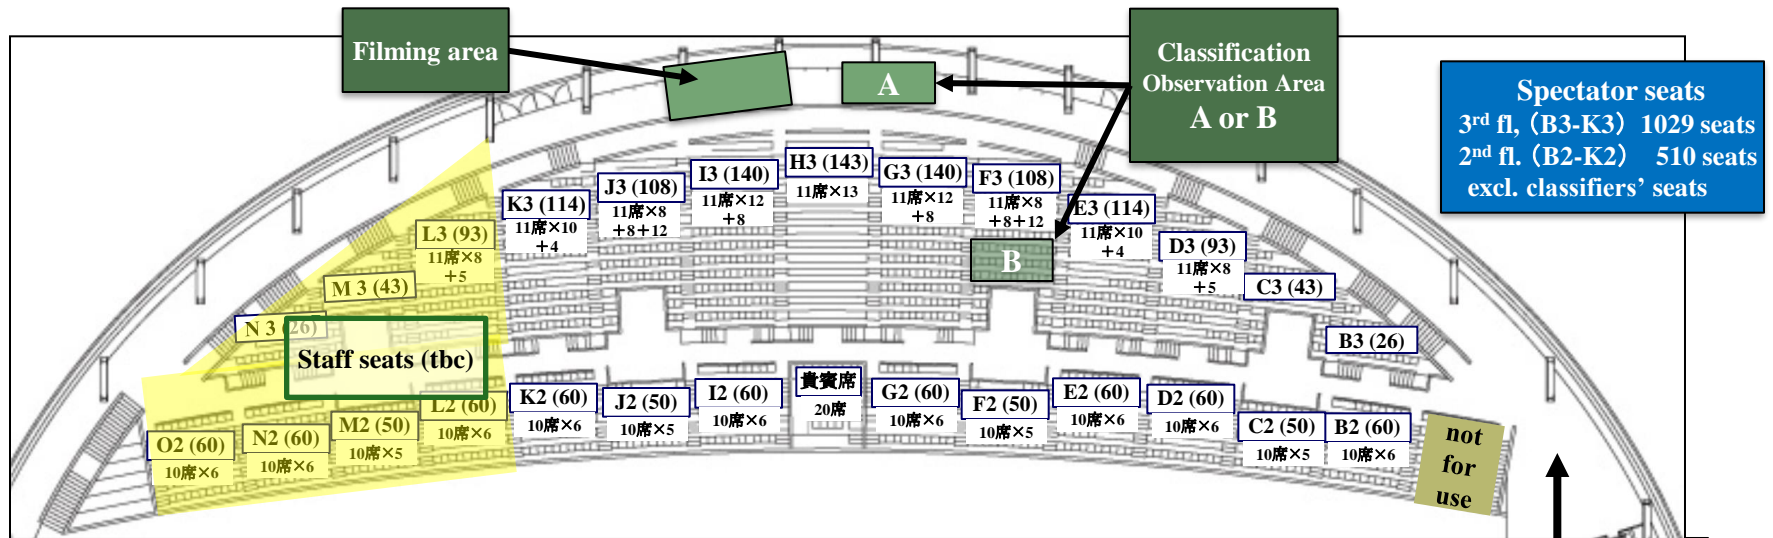 Filming area
Classification
Observation Area
A or B
A
Spectator seats
3rd fl, （B3-K3） 1029 seats
2nd fl.（B2-K2） 510 seats
excl. classifiers' seats
H3 (143)
11席×13
I3 (140)
11席×12
＋8
G3 (140)
11席×12
＋8
J3 (108)
11席×8
+8＋12
F3 (108)
11席×8
+8＋12
K3 (114)
11席×10
＋4
E3 (114)
11席×10
＋4
L3 (93)
11席×8
＋5
D3 (93)
11席×8
＋5
B
M 3 (43)
C3 (43)
N 3 (26)
B3 (26)
Staff seats (tbc)
O2 (60)
10席×6
N2 (60)
10席×6
M2 (50)
10席×5
L2 (60)
10席×6
K2 (60)
10席×6
J2 (50)
10席×5
I2 (60)
10席×6
貴賓席
20席
G2 (60)
10席×6
F2 (50)
10席×5
E2 (60)
10席×6
D2 (60)
10席×6
C2 (50)
10席×5
B2 (60)
10席×6
not
for
use